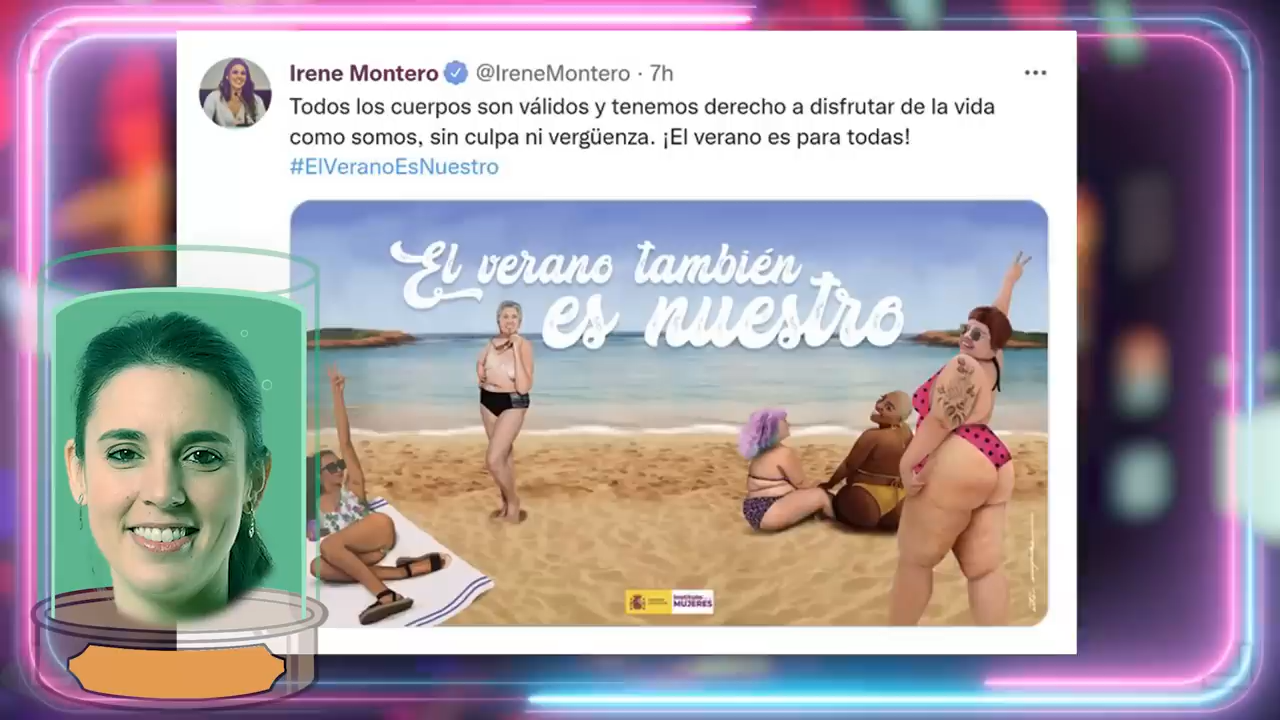 Irene Montero @IreneMontero · 7h
Todos los cuerpos son válidos y tenemos derecho a disfrutar de la vida
como somos, sin culpa ni vergüenza. ¡El verano es para todas!
#ElVeranoEsNuestro
El verano también
es nuestro
MUJERES